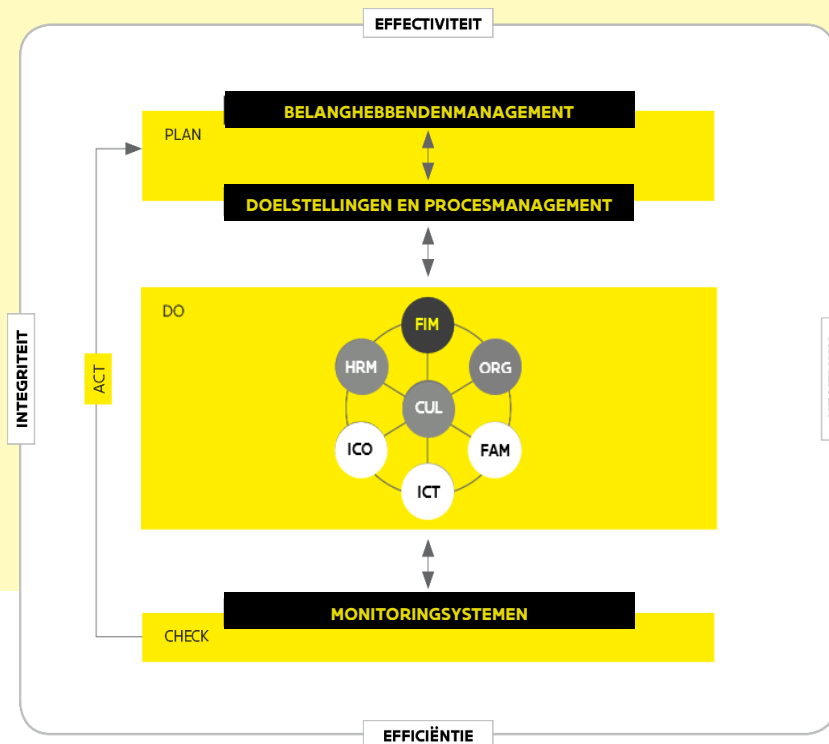 EFFECTIVITEIT
BELANGHEBBENDENMANAGEMENT
PLAN
DOELSTELLINGEN EN PROCESMANAGEMENT
DO
FIM
HRM
ORG
INTEGRITEIT
ACT
CUL
ICO
FAM
ICT
MONITORINGSYSTEMEN
CHECK
EFFICIËNTIE